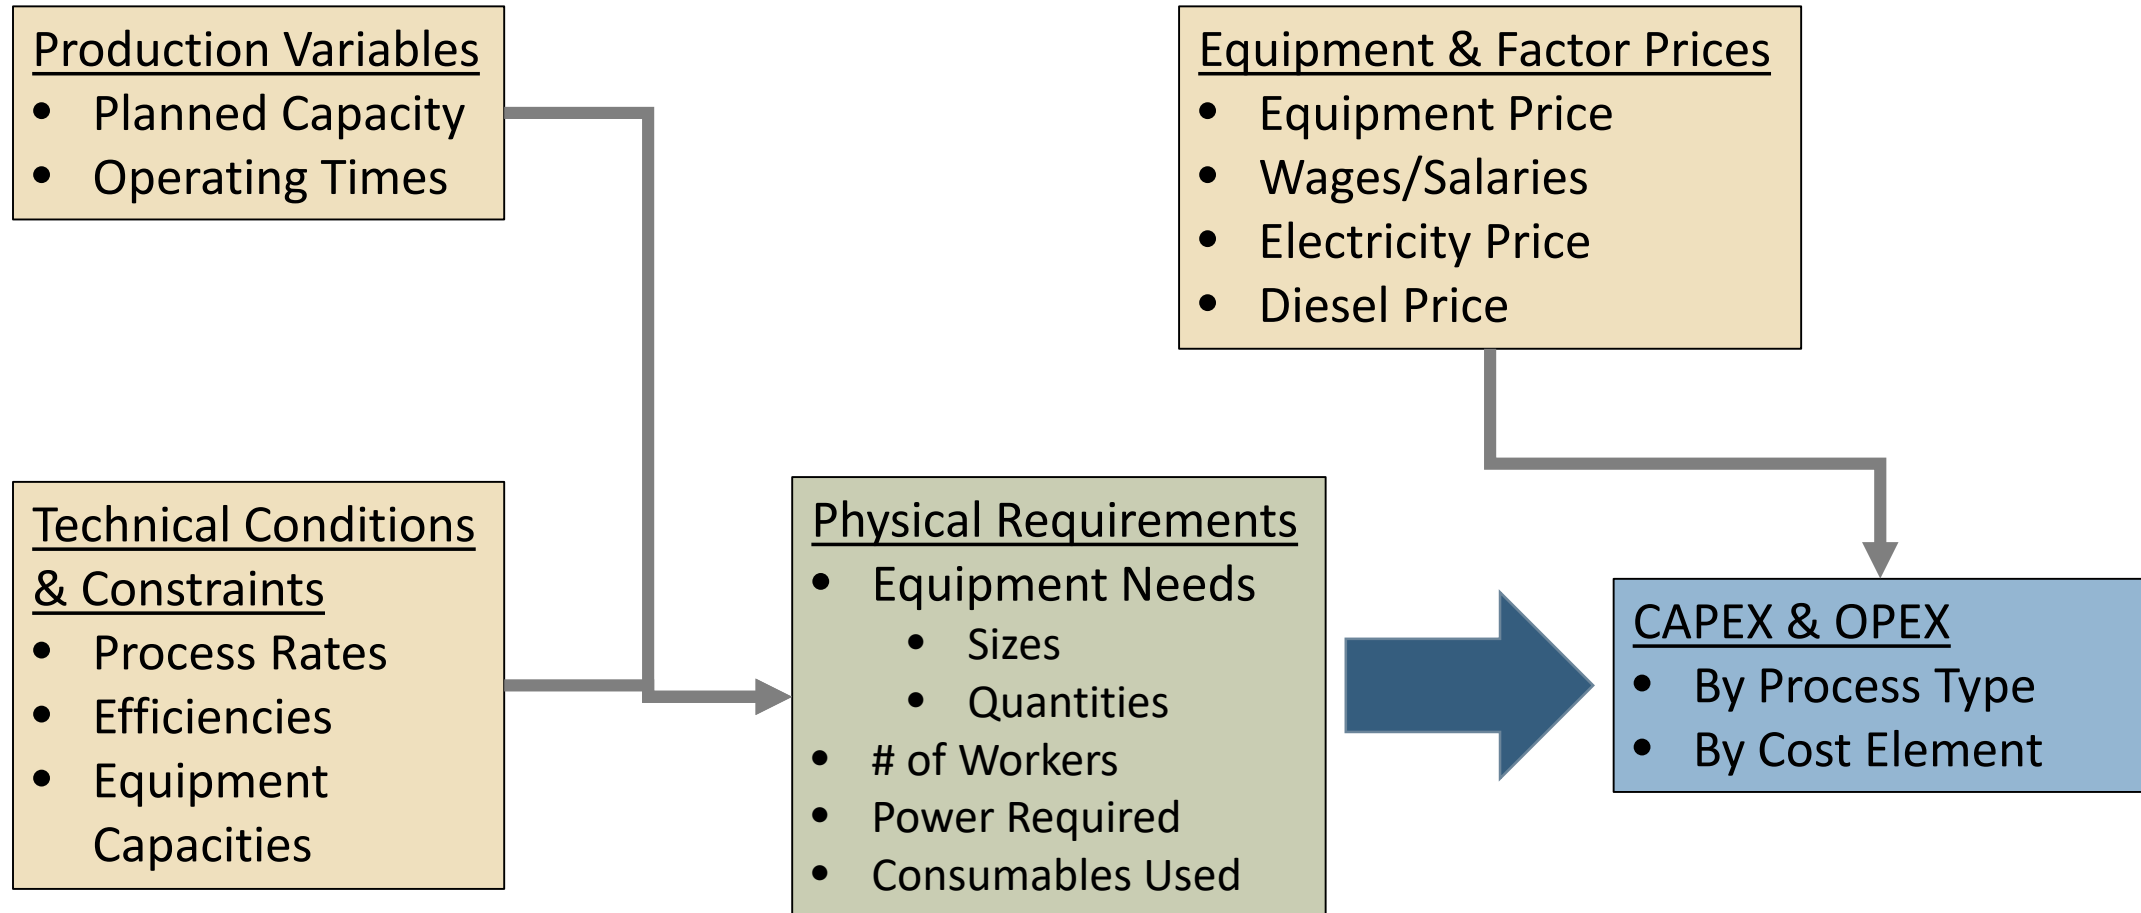 Production Variables
• Planned Capacity
• Operating Times
Equipment & Factor Prices
• Equipment Price
• Wages/Salaries
• Electricity Price
• Diesel Price
Technical Conditions
& Constraints
• Process Rates
• Efficiencies
• Equipment
Capacities
Physical Requirements
• Equipment Needs
• Sizes
• Quantities
• # of Workers
• Power Required
• Consumables Used
CAPEX & OPEX
• By Process Type
• By Cost Element